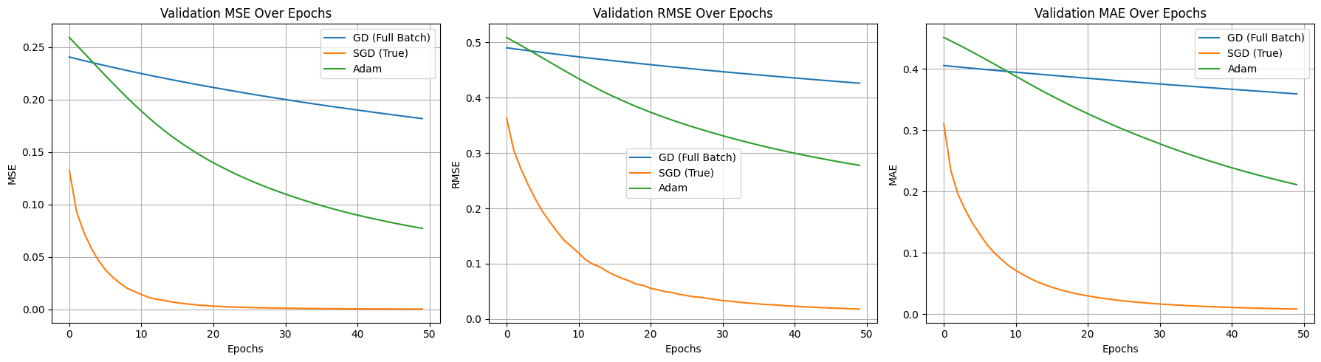 Validation MSE Over Epochs
MSE
0.25
0.20
0.15
0.10
0.05
0.00
GD (Full Batch)
SGD (True)
Adam
0 10 20 30 40 50
Epochs
Validation RMSE Over Epochs
RMSE
0.5
0.4
0.3
0.2
0.1
0.0
GD (Full Batch)
SGD (True)
Adam
0 10 20 30 40 50
Epochs
Validation MAE Over Epochs
MAE
0.4
0.3
0.2
0.1
0.0
GD (Full Batch)
SGD (True)
Adam
0 10 20 30 40 50
Epochs